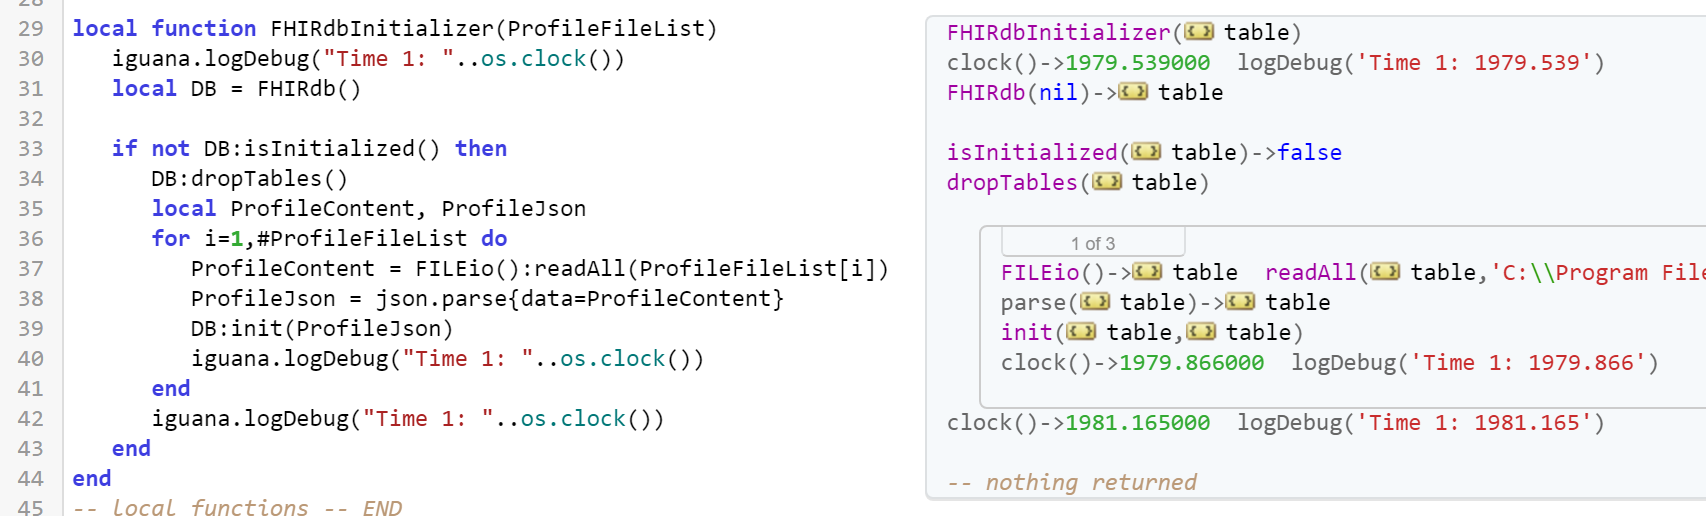 29 local function FHIRdbInitializer(ProfileFileList)
30 iguana.logDebug("Time 1: "..os.clock())
31 local DB = FHIRdb()
32
33 if not DB:isInitialized() then
34 DB:dropTables()
35 local ProfileContent, ProfileJson
36 for i=1,#ProfileFileList do
37 ProfileContent = FILEio():readAll(ProfileFileList[i])
38 ProfileJson = json.parse{data=ProfileContent}
39 DB:init(ProfileJson)
40 iguana.logDebug("Time 1: "..os.clock())
41 end
42 iguana.logDebug("Time 1: "..os.clock())
43 end
44 end
45 -- local functions -- END
FHIRdbInitializer({} table)
clock()->1979.539000 logDebug('Time 1: 1979.539')
FHIRdb(nil)->{} table
isInitialized({} table)->false
dropTables({} table)
1 of 3
FILEio()->{} table readAll({} table,'C:\\Program File
parse({} table)->{} table
init({} table,{} table)
clock()->1979.866000 logDebug('Time 1: 1979.866')
clock()->1981.165000 logDebug('Time 1: 1981.165')
-- nothing returned